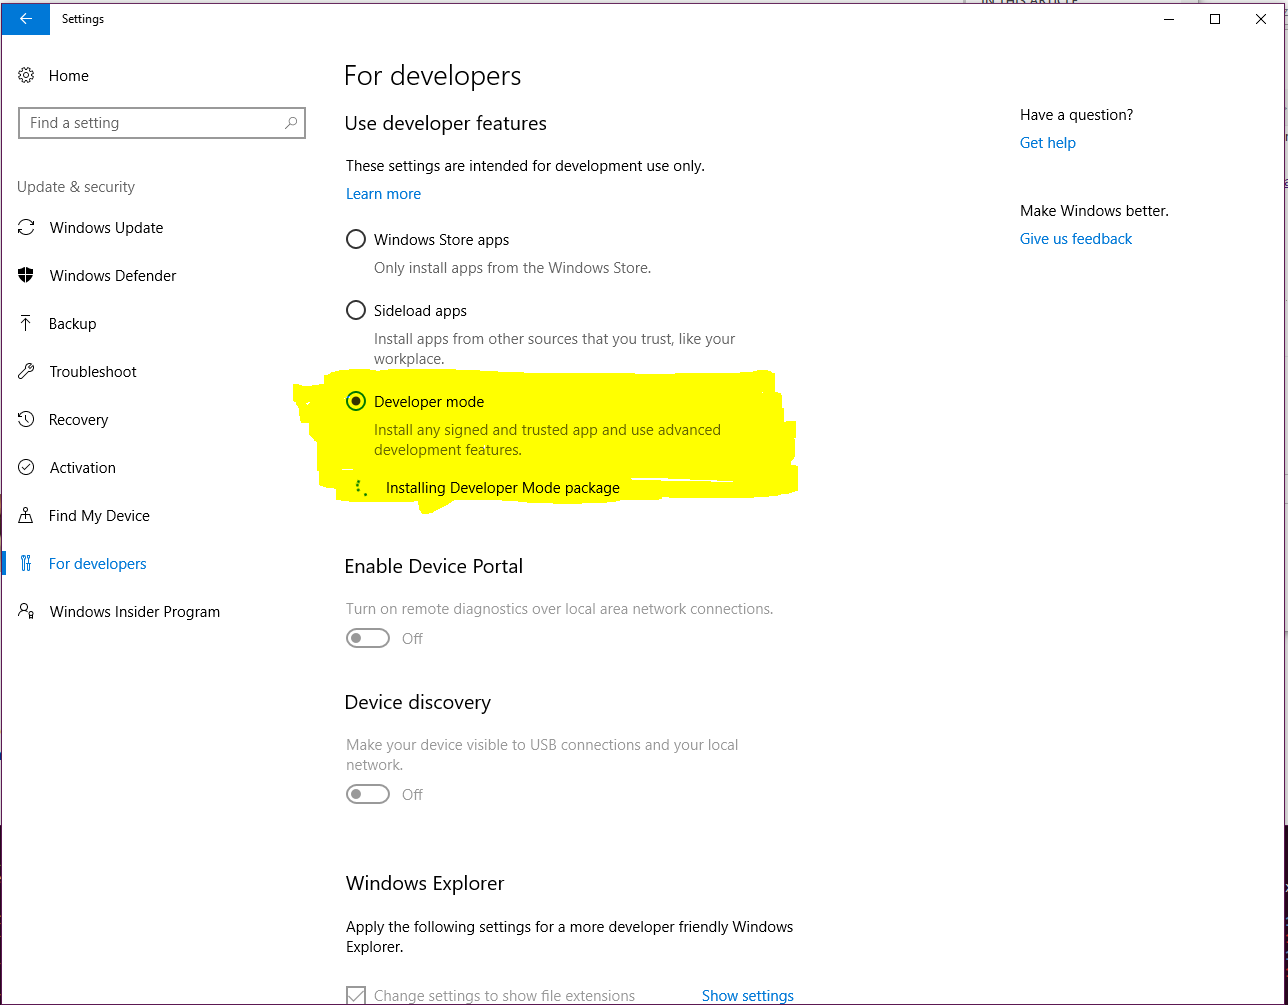 IN THIS ARTICLE
Settings
Home
Find a setting
Update & security
Windows Update
Windows Defender
Backup
Troubleshoot
Recovery
Activation
Find My Device
For developers
Windows Insider Program
For developers
Use developer features
These settings are intended for development use only.
Learn more
Windows Store apps
Only install apps from the Windows Store.
Sideload apps
Install apps from other sources that you trust, like your
workplace.
Developer mode
Install any signed and trusted app and use advanced
development features.
Installing Developer Mode package
Enable Device Portal
Turn on remote diagnostics over local area network connections.
Off
Device discovery
Make your device visible to USB connections and your local
network.
Off
Windows Explorer
Apply the following settings for a more developer friendly Windows
Explorer.
Change settings to show file extensions
Show settings
Have a question?
Get help
Make Windows better.
Give us feedback